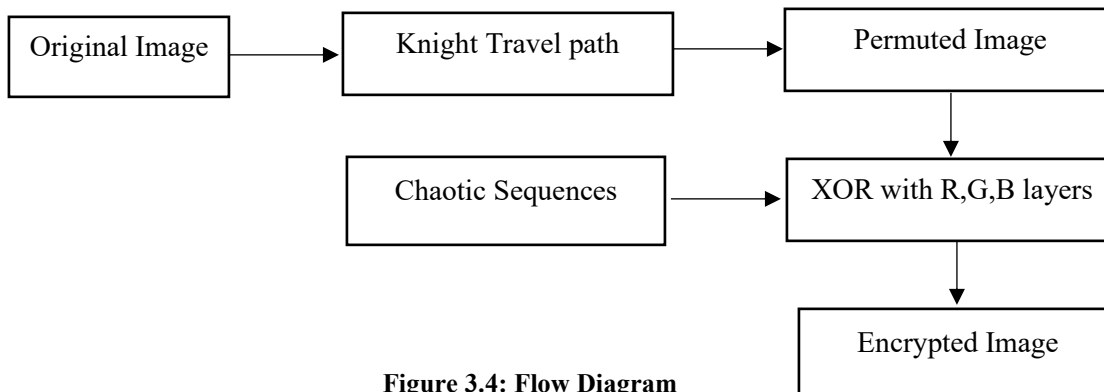 Original Image
Knight Travel path
Permuted Image
Chaotic Sequences
XOR with R,G,B layers
Encrypted Image
Figure 3.4: Flow Diagram